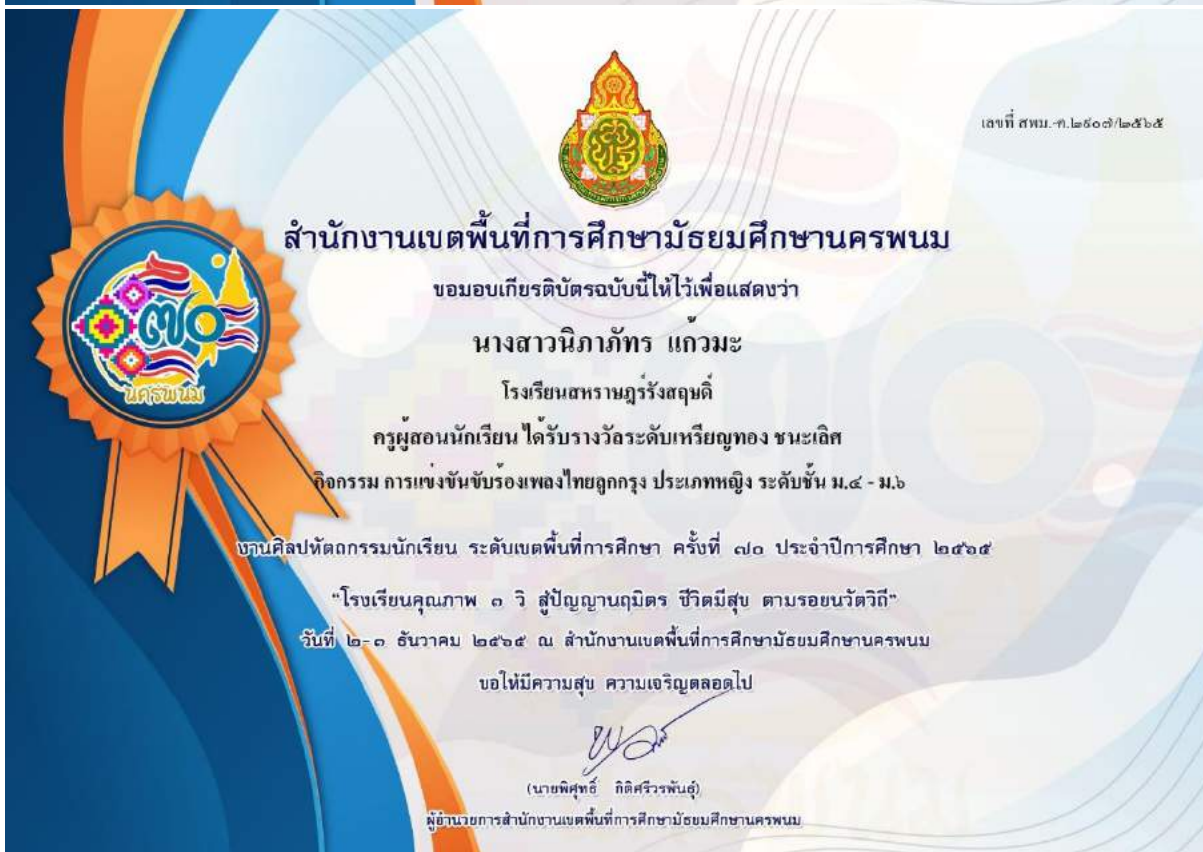 เลขที่ สพม.-ค.๒๙๐๗/๒๕๖๕
สำนักงานเขตพื้นที่การศึกษามัธยมศึกษานครพนม
ขอมอบเกียรติบัตรฉบับนี้ให้ไว้เพื่อแสดงว่า
นางสาวนิภาภัทร แก้วมะ
โรงเรียนสหราษฎร์รังสฤษดิ์
ครูผู้สอนนักเรียน ได้รับรางวัลระดับเหรียญทอง ชนะเลิศ
กิจกรรม การแข่งขันขับร้องเพลงไทยลูกกรุง ประเภทหญิง ระดับชั้น ม.๔ - ม.๖
๗๐
นครพนม
งานศิลปหัตถกรรมนักเรียน ระดับเขตพื้นที่การศึกษา ครั้งที่ ๗๐ ประจำปีการศึกษา ๒๕๖๕
"โรงเรียนคุณภาพ ๓ วิ สู่ปัญญานฤมิตร ชีวิตมีสุข ตามรอยนวัตวิถี"
วันที่ ๒-๓ ธันวาคม ๒๕๖๕ ณ สำนักงานเขตพื้นที่การศึกษามัธยมศึกษานครพนม
ขอให้มีความสุข ความเจริญตลอดไป
(นายพิศุทธิ์ กิติศรีวรพันธุ์)
ผู้อำนวยการสำนักงานเขตพื้นที่การศึกษามัธยมศึกษานครพนม